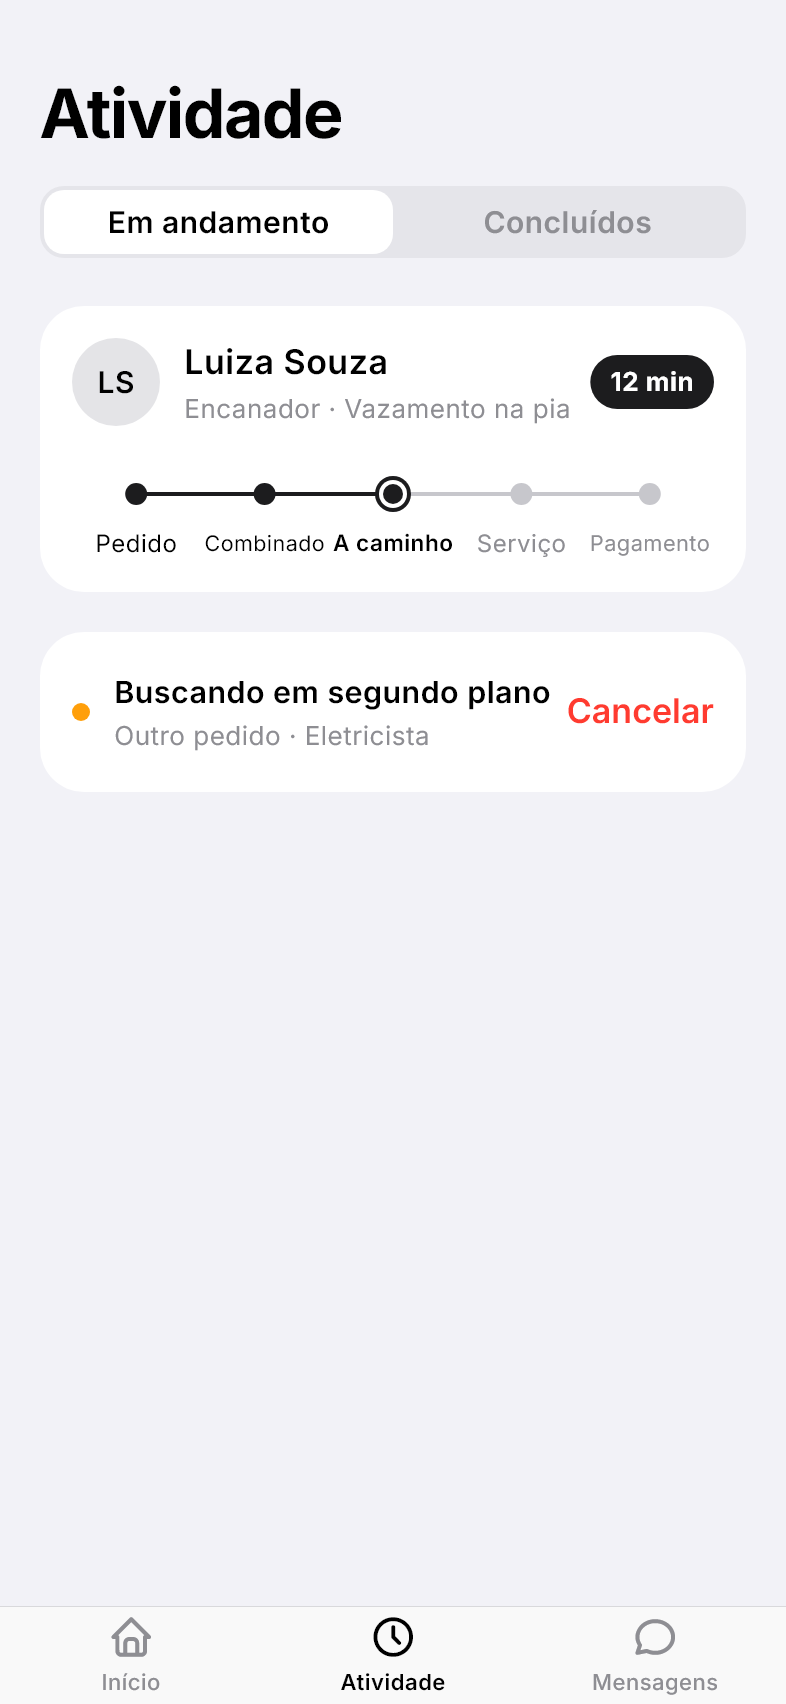 Atividade
Em andamento
Concluídos
LS
Luiza Souza
Encanador · Vazamento na pia
12 min
Pedido
Combinado
A caminho
Serviço
Pagamento
Buscando em segundo plano
Outro pedido · Eletricista
Cancelar
Início
Atividade
Mensagens